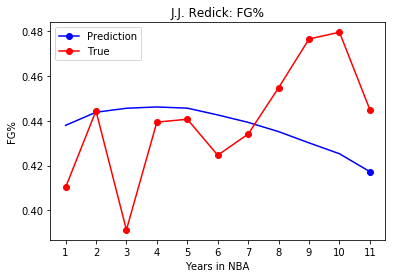 J.J. Redick: FG%
Prediction
True
0.48
0.46
0.44
0.42
0.40
FG%
1 2 3 4 5 6 7 8 9 10 11
Years in NBA